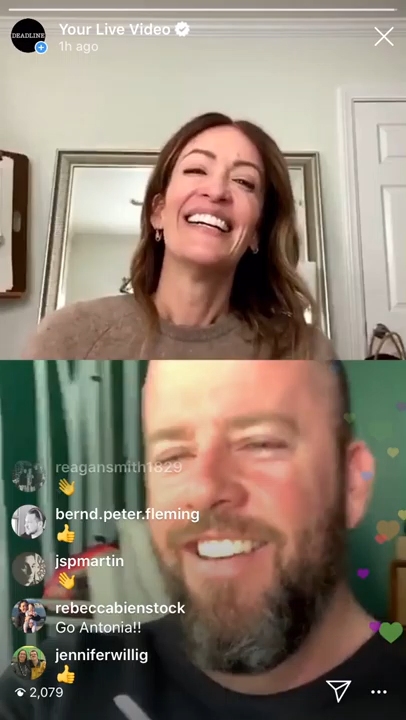 DEADLINE
Your Live Video
1h ago
reagansmith1829
👋
bernd.peter.fleming
👍
jspmartin
👋
rebeccabienstock
Go Antonia!!
jenniferwillig
👍
2,079